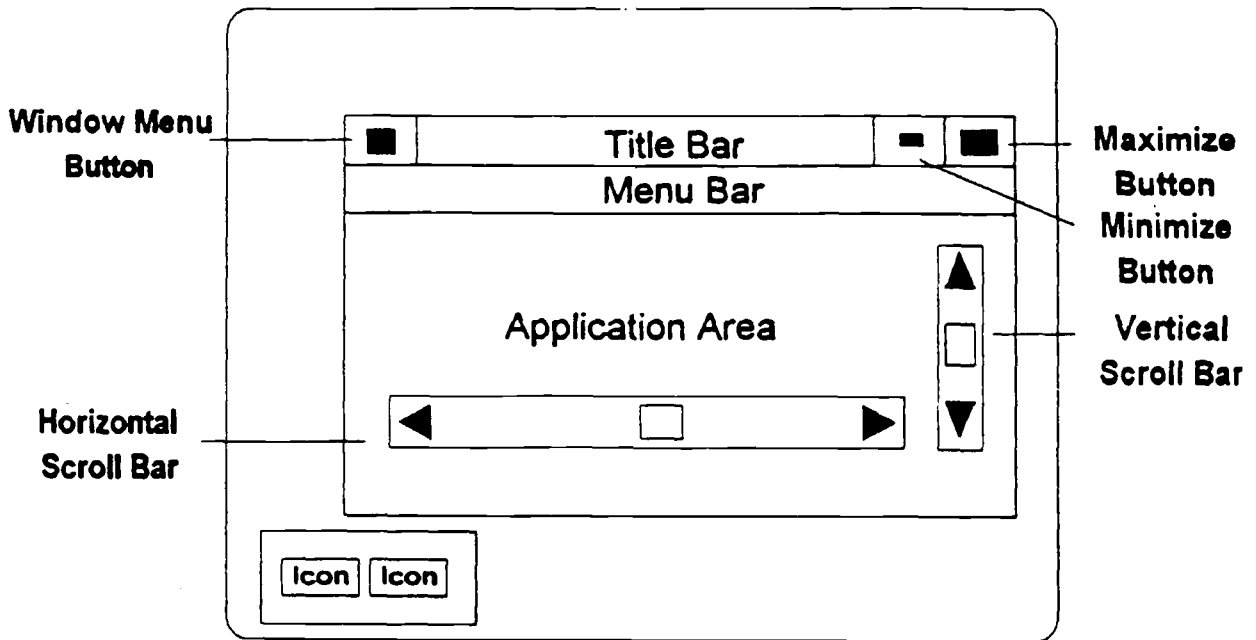 Window Menu
Button
Title Bar
Menu Bar
Maximize
Button
Minimize
Button
Application Area
Vertical
Scroll Bar
Horizontal
Scroll Bar
Icon
Icon